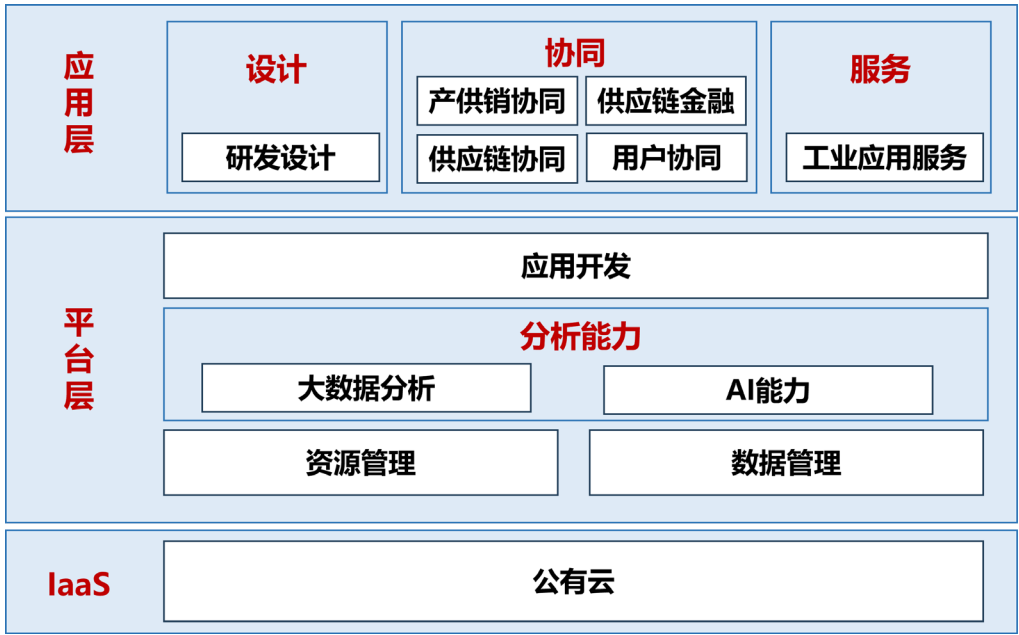 应用层
设计
研发设计
协同
产供销协同
供应链金融
供应链协同
用户协同
服务
工业应用服务
平台层
应用开发
分析能力
大数据分析
AI能力
资源管理
数据管理
IaaS
公有云